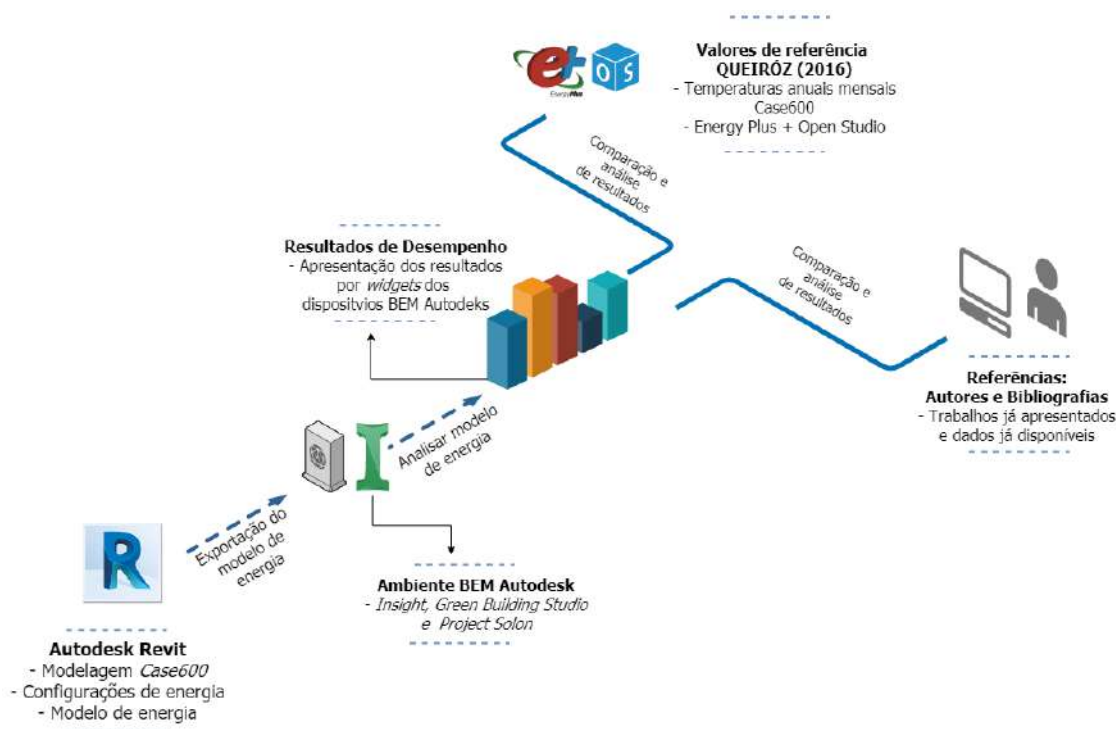 Valores de referência
QUEIRÓZ (2016)
- Temperaturas anuais mensais
Case600
- Energy Plus + Open Studio
e+
EnergyPlus
O S
Comparação e
análise
de resultados
Resultados de Desempenho
- Apresentação dos resultados
por widgets dos
dispositvios BEM Autodeks
Comparação e
análise
de resultados
Referências:
Autores e Bibliografias
- Trabalhos já apresentados
e dados já disponíveis
Analisar modelo
de energia
Exportação do
modelo de
energia
R
Ambiente BEM Autodesk
- Insight, Green Building Studio
e Project Solon
Autodesk Revit
- Modelagem Case600
- Configurações de energia
- Modelo de energia